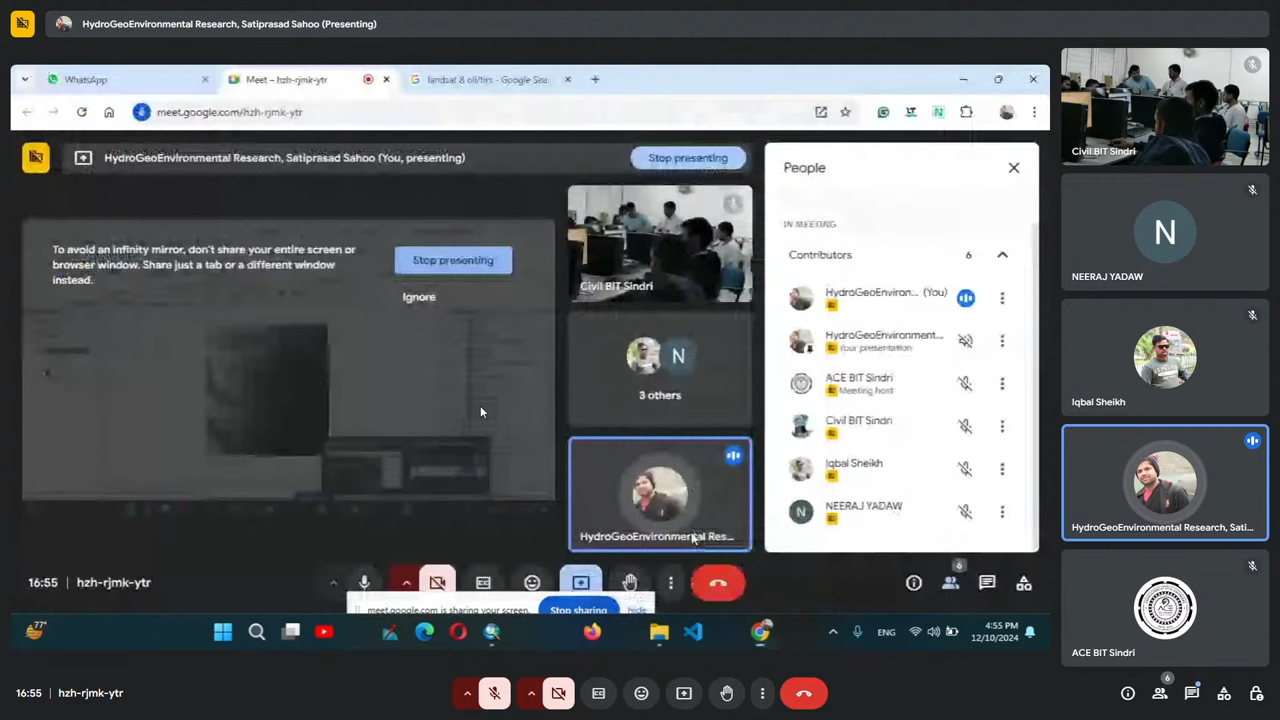 HydroGeoEnvironmental Research, Satiprasad Sahoo (Presenting)
WhatsApp
Meet – hzh-rjmk-ytr
landsat 8 oli/tirs - Google Sea
meet.google.com/hzh-rjmk-ytr
HydroGeoEnvironmental Research, Satiprasad Sahoo (You, presenting)
Stop presenting
To avoid an infinity mirror, don't share your entire screen or
browser window. Share just a tab or a different window
instead.
Stop presenting
Ignore
Civil BIT Sindri
N
3 others
HydroGeoEnvironmental Res...
People
IN MEETING
Contributors
6
HydroGeoEnviron... (You)
HydroGeoEnvironment...
Your presentation
ACE BIT Sindri
Meeting host
Civil BIT Sindri
Iqbal Sheikh
N
NEERAJ YADAW
16:55
hzh-rjmk-ytr
6
meet.google.com is sharing your screen.
Stop sharing
hide
77°
ENG
4:55 PM
12/10/2024
Civil BIT Sindri
N
NEERAJ YADAW
Iqbal Sheikh
HydroGeoEnvironmental Research, Sati...
ACE BIT Sindri
16:55
hzh-rjmk-ytr
6